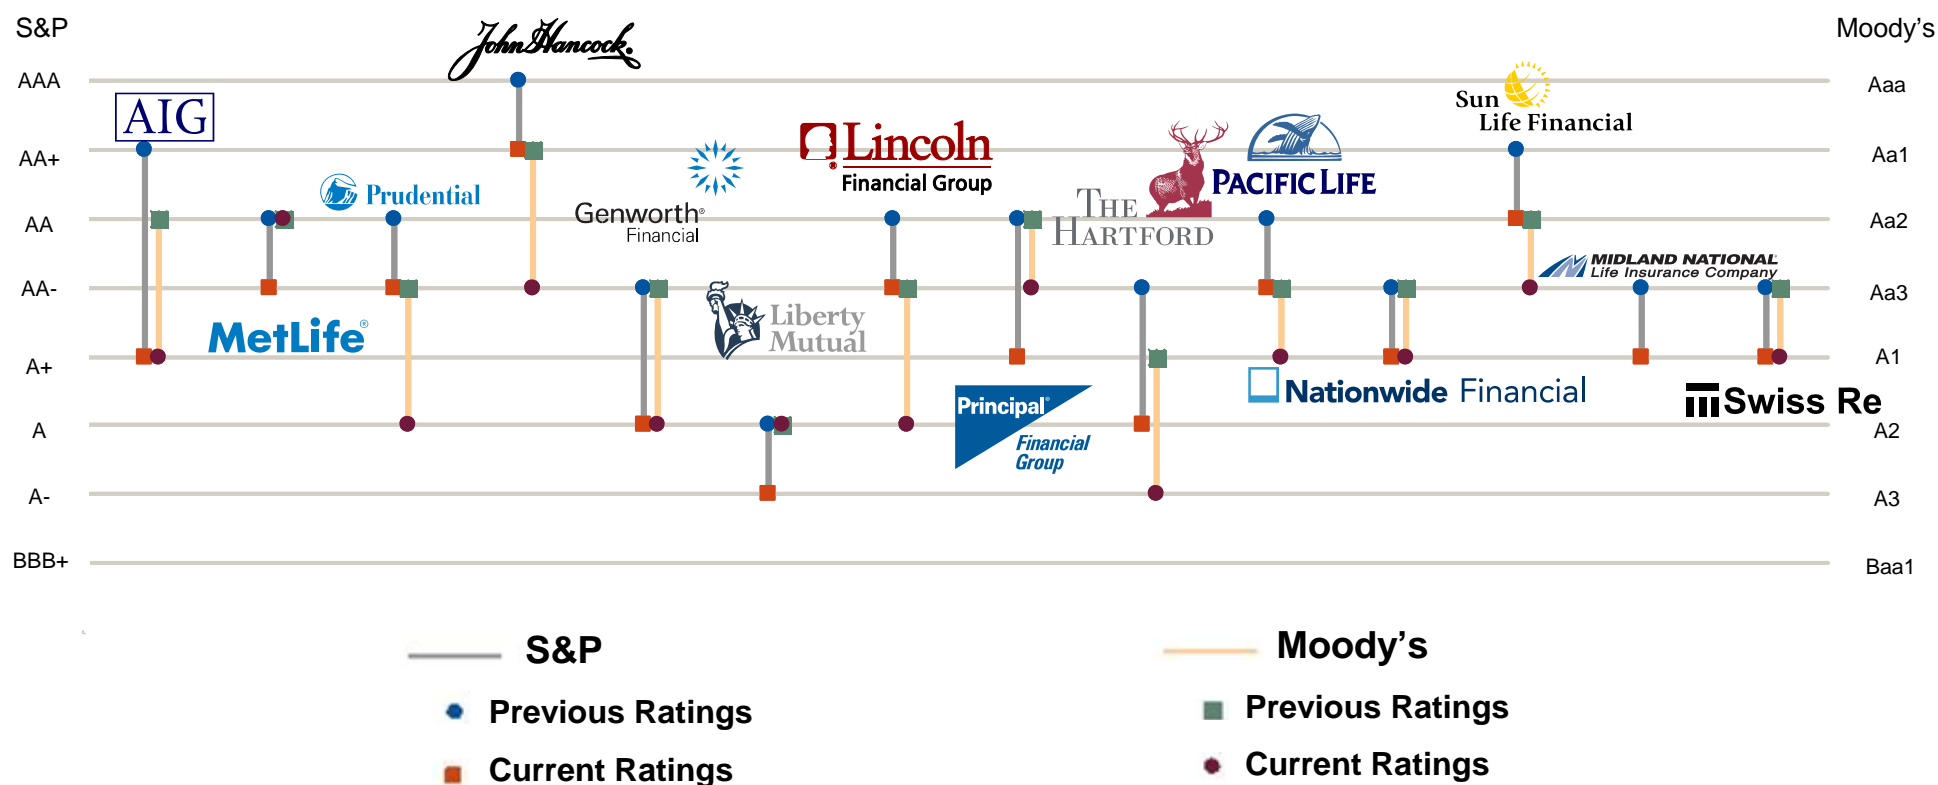 S&P
Moody's
John Hancock.
AAA
Aaa
AIG
Sun
Life Financial
AA+
Aa1
Lincoln
®
Financial Group
Prudential
PACIFIC LIFE
Genworth®
Financial
THE
HARTFORD
AA
Aa2
MIDLAND NATIONAL®
Life Insurance Company
AA-
Aa3
MetLife®
Liberty
Mutual
A+
A1
Nationwide Financial
Principal®
Financial
Group
Swiss Re
A
A2
A-
A3
BBB+
Baa1
S&P
Moody’s
Previous Ratings
Previous Ratings
Current Ratings
Current Ratings